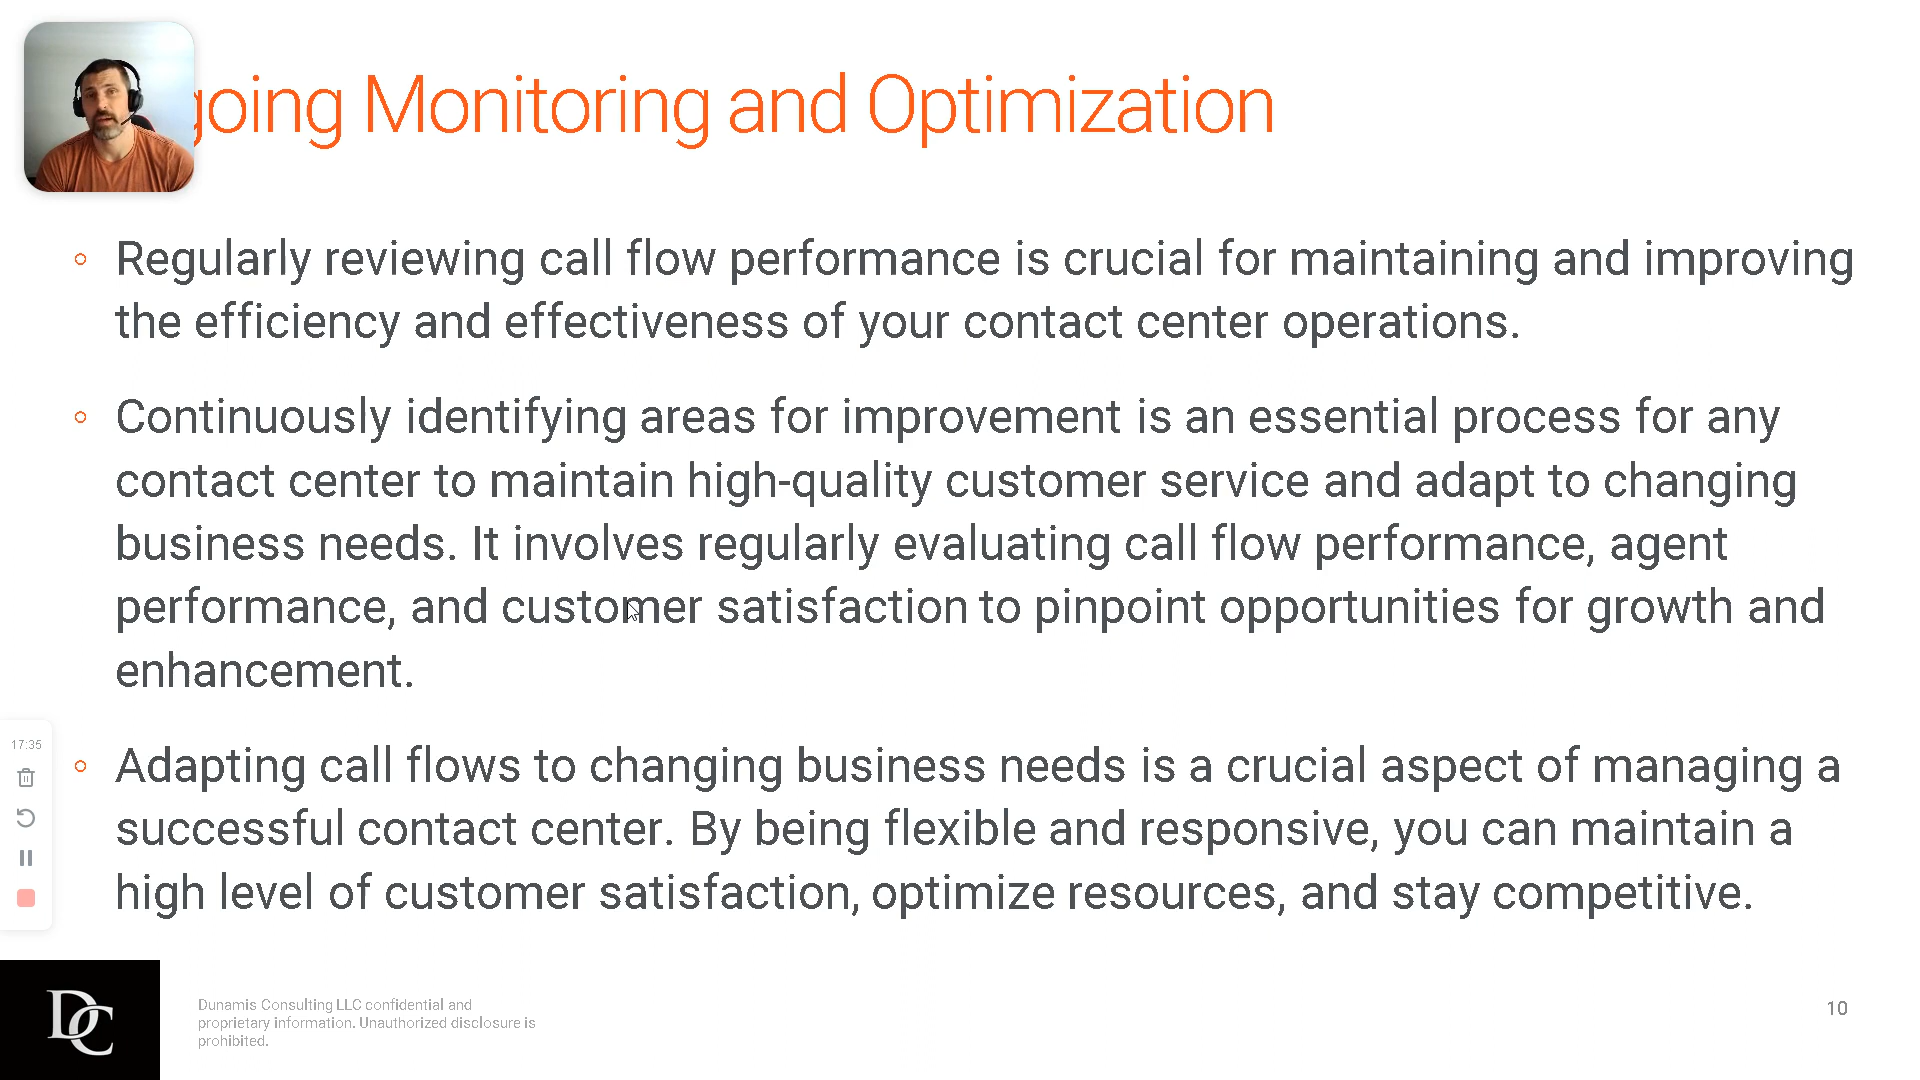 going Monitoring and Optimization
Regularly reviewing call flow performance is crucial for maintaining and improving
the efficiency and effectiveness of your contact center operations.
Continuously identifying areas for improvement is an essential process for any
contact center to maintain high-quality customer service and adapt to changing
business needs. It involves regularly evaluating call flow performance, agent
performance, and customer satisfaction to pinpoint opportunities for growth and
enhancement.
17:35
Adapting call flows to changing business needs is a crucial aspect of managing a
successful contact center. By being flexible and responsive, you can maintain a
high level of customer satisfaction, optimize resources, and stay competitive.
DC
Dunamis Consulting LLC confidential and
proprietary information. Unauthorized disclosure is
prohibited.
10